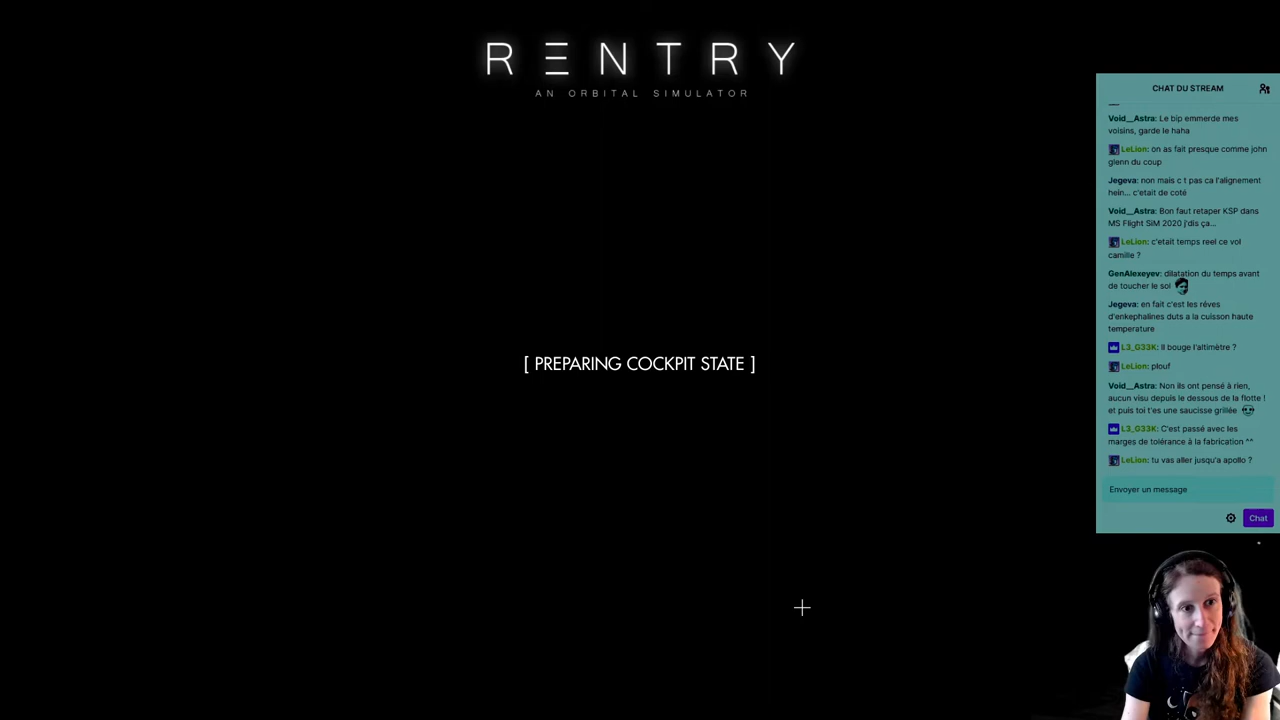 RΞNTRY
AN ORBITAL SIMULATOR
CHAT DU STREAM
Void__Astra: Le bip emmerde mes
voisins, garde le haha
LeLion: on as fait presque comme john
glenn du coup
Jegeva: non mais c t pas ca l'alignement
hein... c'etait de coté
Void__Astra: Bon faut retaper KSP dans
MS Flight SiM 2020 j'dis ça...
LeLion: c'etait temps reel ce vol
camille ?
GenAlexeyev: dilatation du temps avant
de toucher le sol
Jegeva: en fait c'est les rêves
d'enkephalines duts a la cuisson haute
temperature
L3_G33K: Il bouge l'altimètre ?
LeLion: plouf
Void__Astra: Non ils ont pensé à rien,
aucun visu depuis le dessous de la flotte !
et puis toi t'es une saucisse grillée
L3_G33K: C'est passé avec les
marges de tolérance à la fabrication ^^
LeLion: tu vas aller jusqu'a apollo ?
[ PREPARING COCKPIT STATE ]
Envoyer un message
Chat